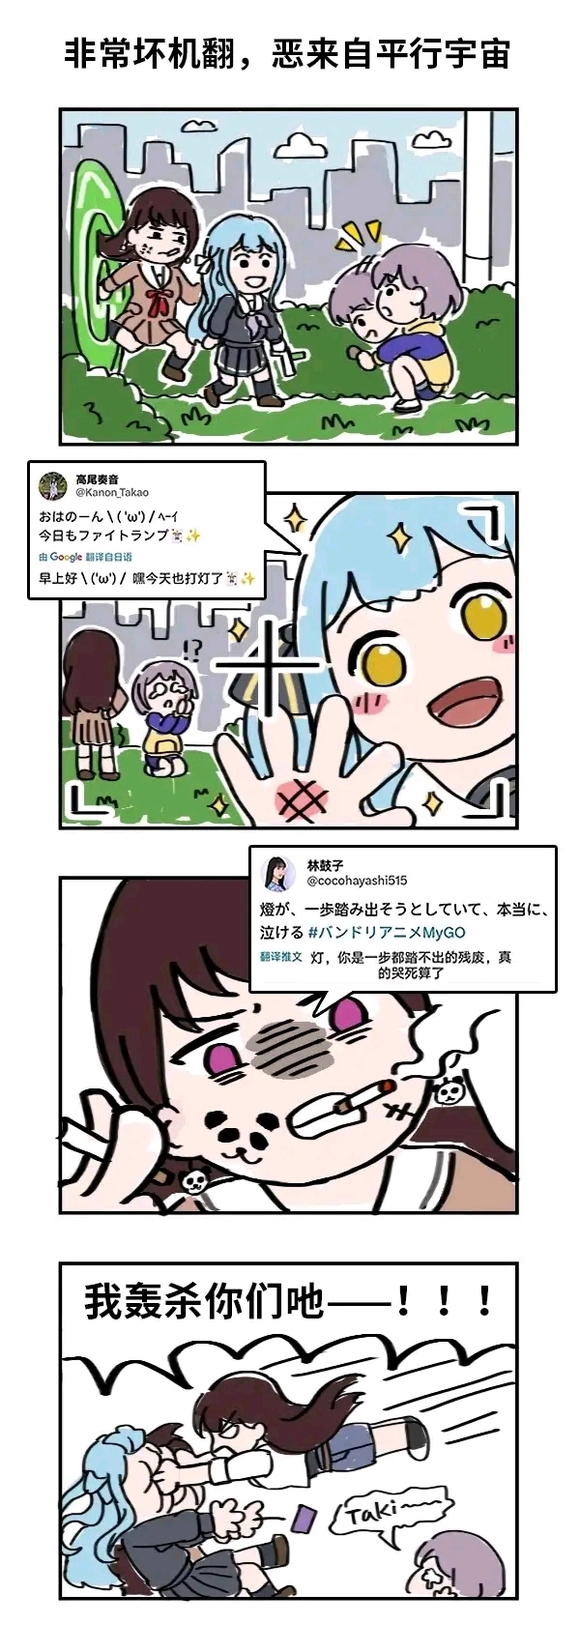 非常坏机翻，恶来自平行宇宙
高尾奏音
@Kanon_Takao
おはのーん \ ( 'ω') / ﾍｰｲ
今日もファイトランプ🃏✨
由 Google 翻译自日语
早上好 \ ('ω') / 嘿今天也打灯了🃏✨
!?
林鼓子
@cocohayashi515
燈が、一歩踏み出そうとしていて、本当に、
泣ける #バンドリアニメMyGO
翻译推文 灯，你是一步都踏不出的残废，真
的哭死算了
我轰杀你们吔——！！！
Taki~~~